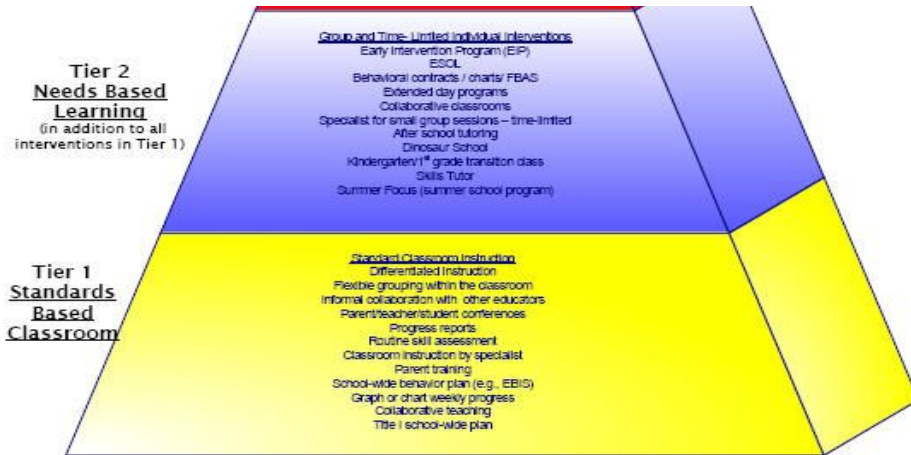 Tier 2
Needs Based
Learning
(in addition to all
interventions in Tier 1)
Group and Time- Limited Individual Interventions
Early Intervention Program (EIP)
ESOL
Behavioral contracts / charts/ FBAS
Extended day programs
Collaborative classrooms
Specialist for small group sessions – time-limited
After school tutoring
Dinosaur School
Kindergarten/1st grade transition class
Skills Tutor
Summer Focus (summer school program)
Tier 1
Standards
Based
Classroom
Standard Classroom Instruction
Differentiated Instruction
Flexible grouping within the classroom
Informal collaboration with other educators
Parent/teacher/student conferences
Progress reports
Routine skill assessment
Classroom instruction by specialist
Parent training
School-wide behavior plan (e.g., EBIS)
Graph or chart weekly progress
Collaborative teaching
Title I school-wide plan